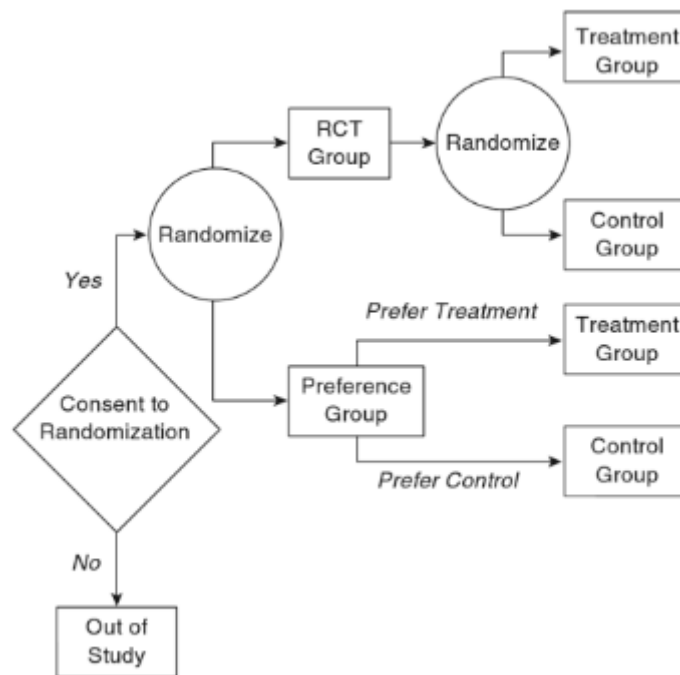 Treatment
Group
RCT
Group
Randomize
Randomize
Control
Group
Yes
Prefer Treatment
Treatment
Group
Preference
Group
Consent to
Randomization
Prefer Control
Control
Group
No
Out of
Study